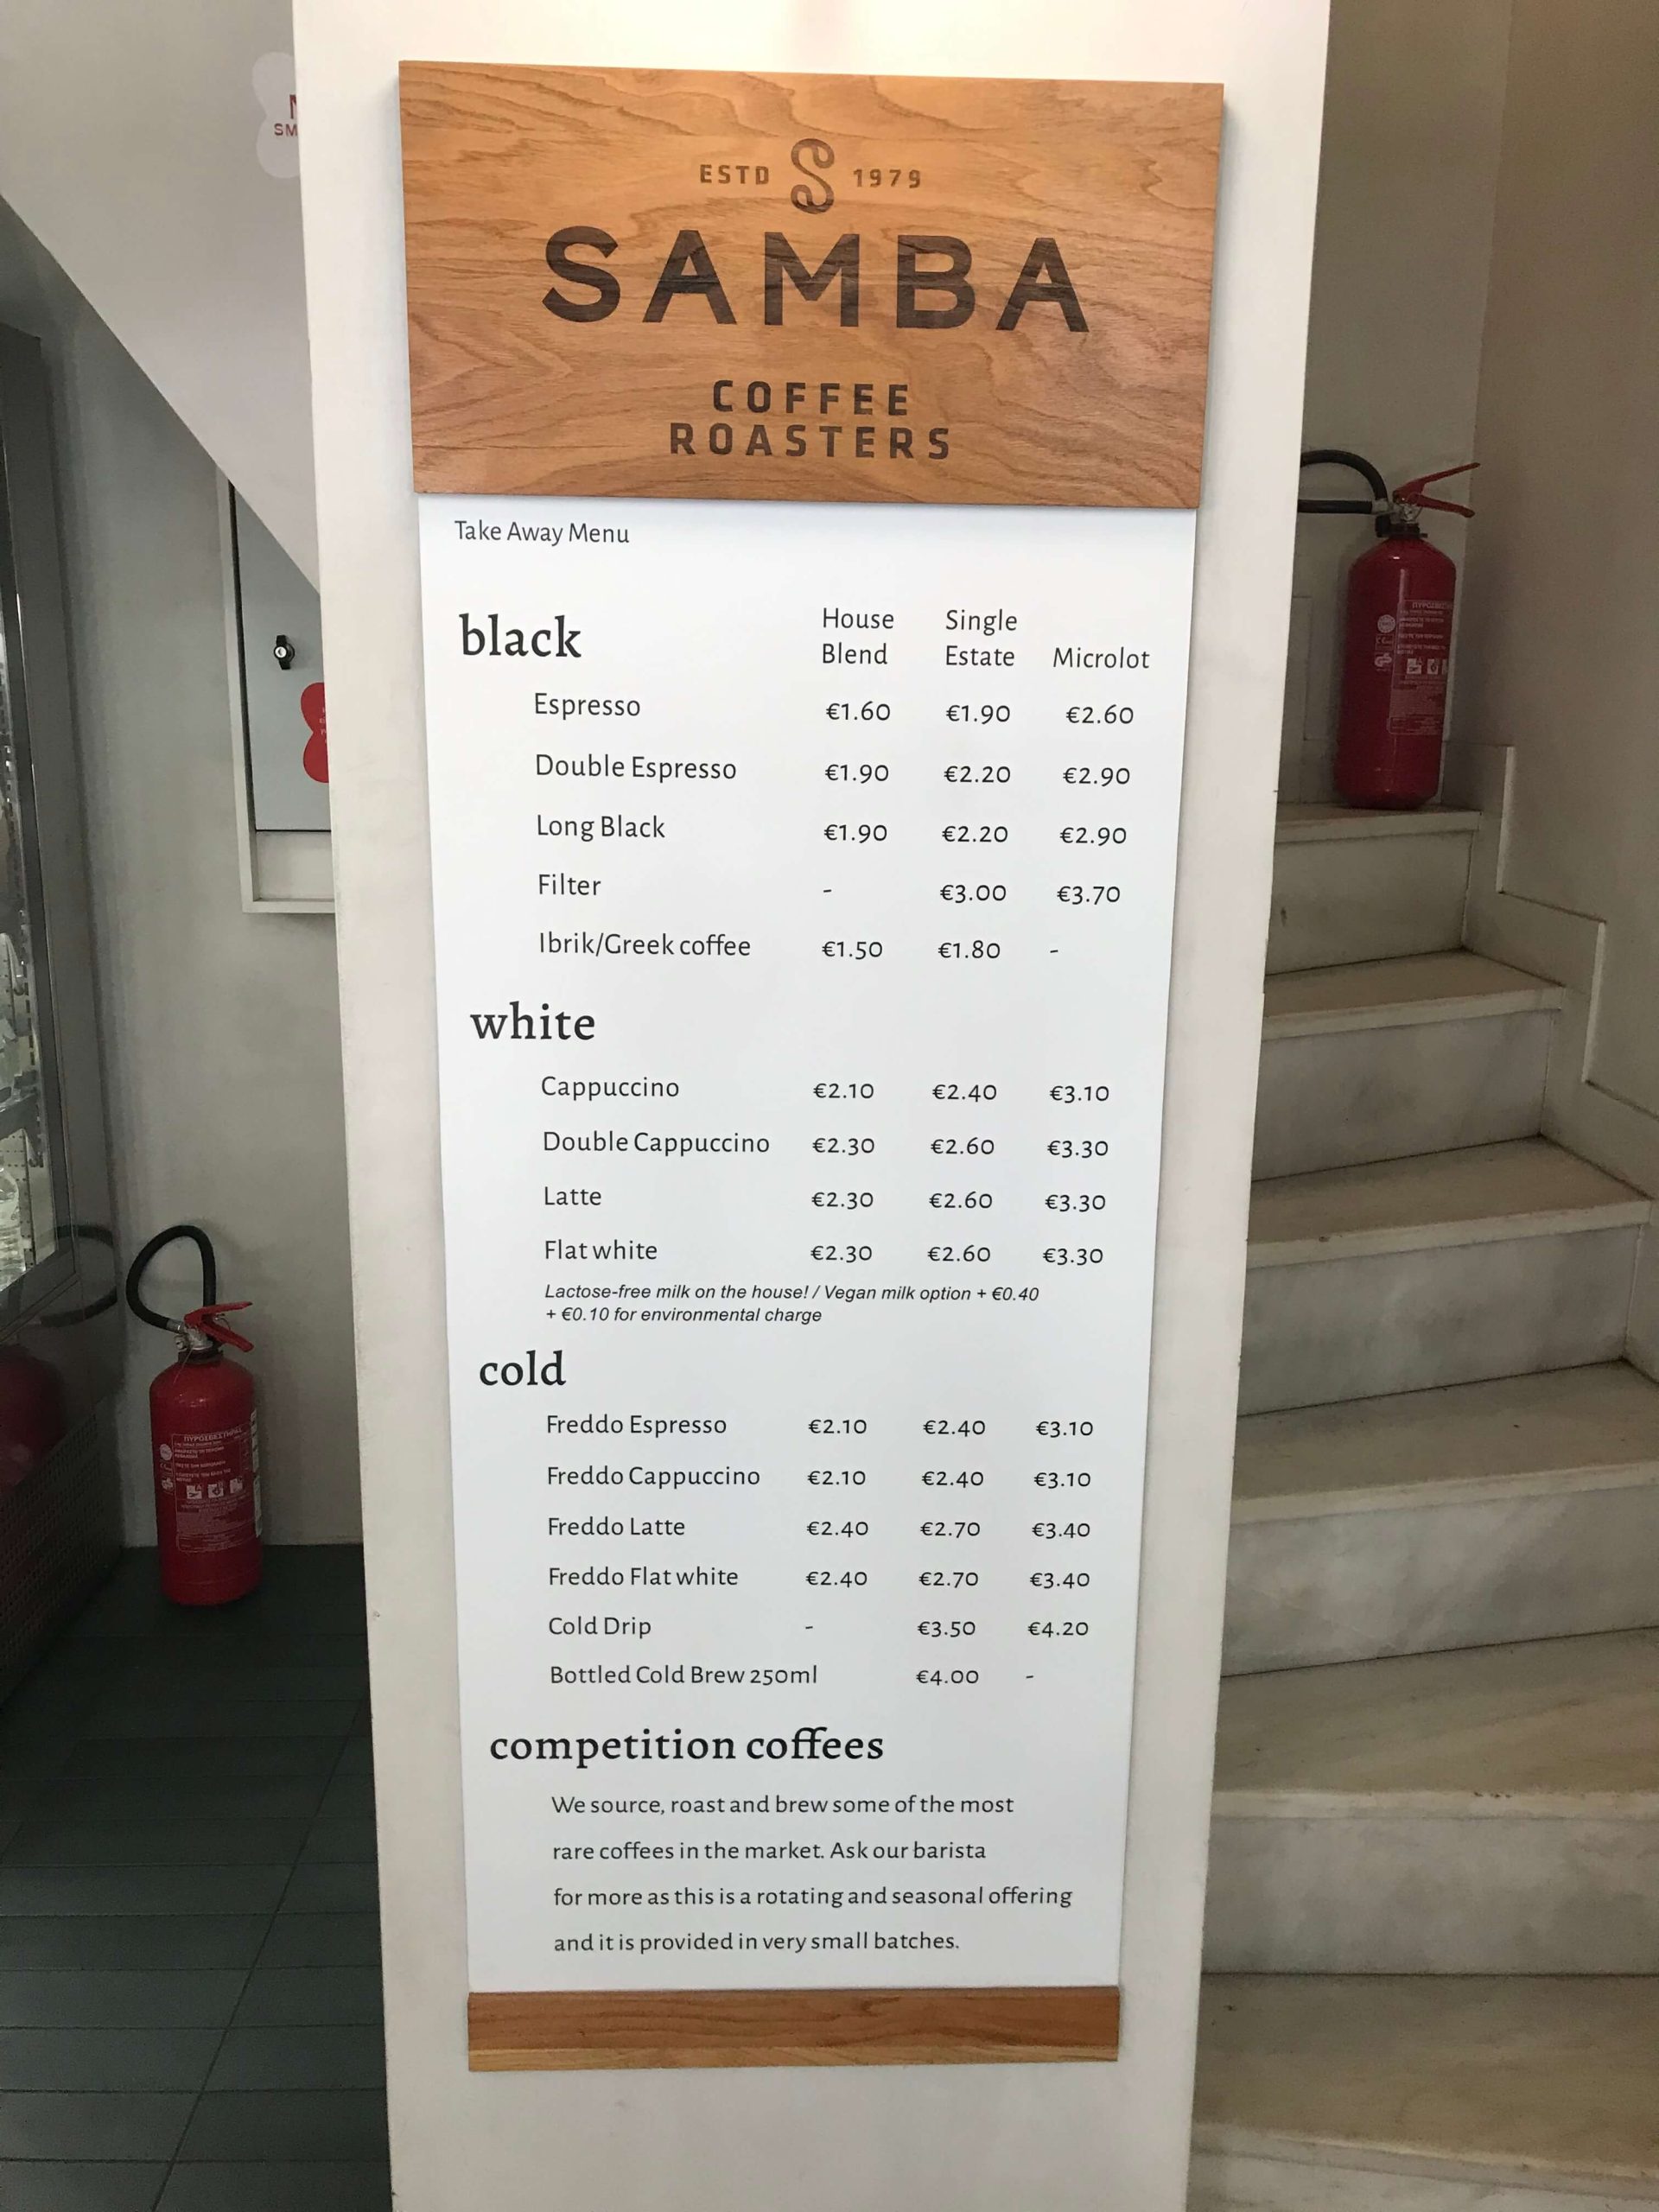 ESTD S 1979
SAMBA
COFFEE
ROASTERS
Take Away Menu
black House Blend Single Estate Microlot
Espresso €1.60 €1.90 €2.60
Double Espresso €1.90 €2.20 €2.90
Long Black €1.90 €2.20 €2.90
Filter - €3.00 €3.70
Ibrik/Greek coffee €1.50 €1.80 -
white
Cappuccino €2.10 €2.40 €3.10
Double Cappuccino €2.30 €2.60 €3.30
Latte €2.30 €2.60 €3.30
Flat white €2.30 €2.60 €3.30
Lactose-free milk on the house! / Vegan milk option + €0.40
+ €0.10 for environmental charge
cold
Freddo Espresso €2.10 €2.40 €3.10
Freddo Cappuccino €2.10 €2.40 €3.10
Freddo Latte €2.40 €2.70 €3.40
Freddo Flat white €2.40 €2.70 €3.40
Cold Drip - €3.50 €4.20
Bottled Cold Brew 250ml €4.00 -
competition coffees
We source, roast and brew some of the most
rare coffees in the market. Ask our barista
for more as this is a rotating and seasonal offering
and it is provided in very small batches.
ΠΥΡΟΣΒΕΣΤΗΡΑΣ